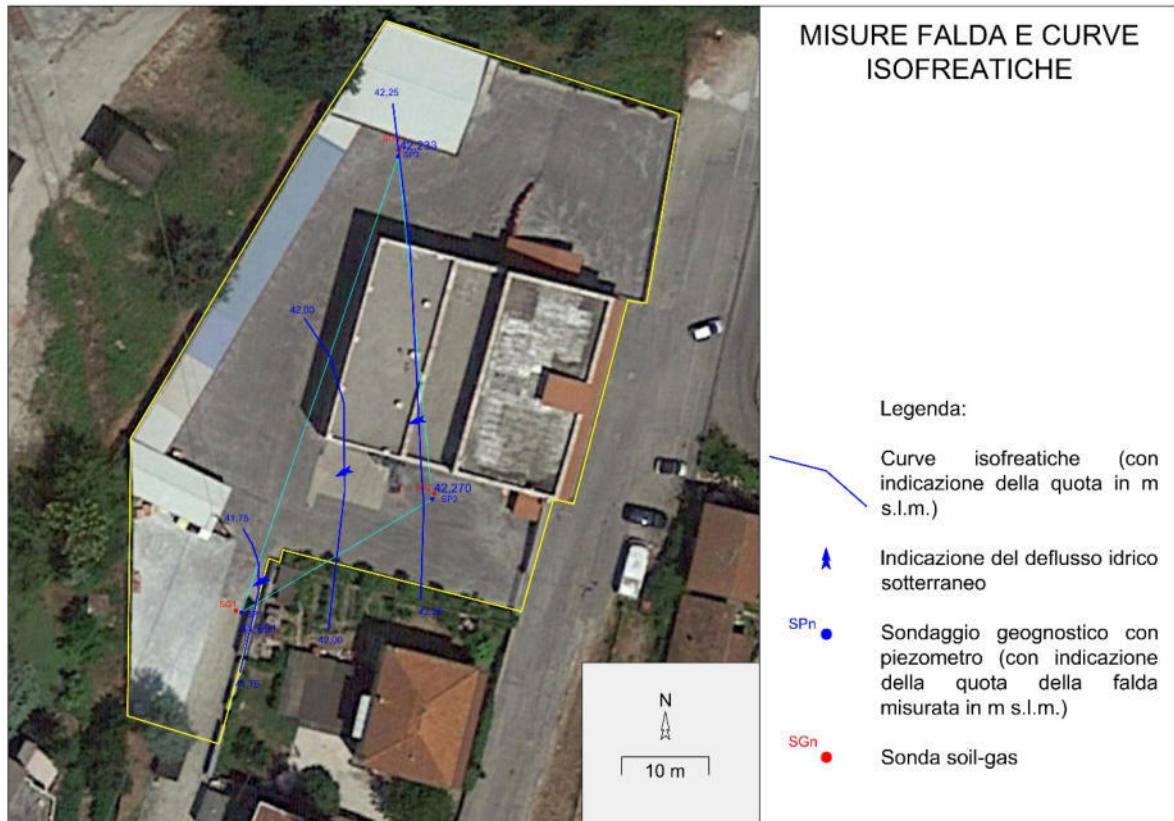 MISURE FALDA E CURVE
ISOFREATICHE
42,25
42,233
SP3
42,00
42,270
SP2
41,75
SG1
42,00
41,75
Legenda:
Curve isofreatiche (con
indicazione della quota in m
s.l.m.)
Indicazione del deflusso idrico
sotterraneo
SPn
Sondaggio geognostico con
piezometro (con indicazione
della quota della falda
misurata in m s.l.m.)
SGn
Sonda soil-gas
N
10 m